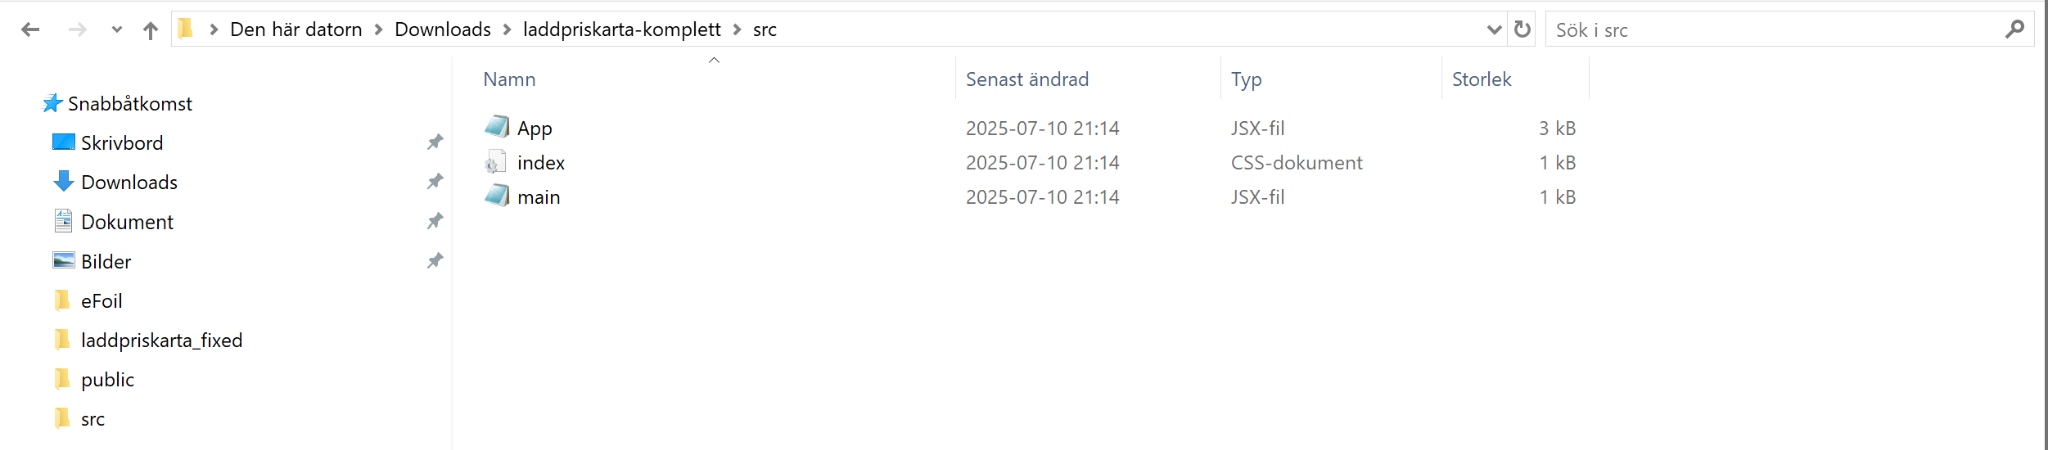 Den här datorn Downloads laddpriskarta-komplett src
Sök i src
Snabbåtkomst
Skrivbord
Downloads
Dokument
Bilder
eFoil
laddpriskarta_fixed
public
src
Namn Senast ändrad Typ Storlek
App 2025-07-10 21:14 JSX-fil 3 kB
index 2025-07-10 21:14 CSS-dokument 1 kB
main 2025-07-10 21:14 JSX-fil 1 kB